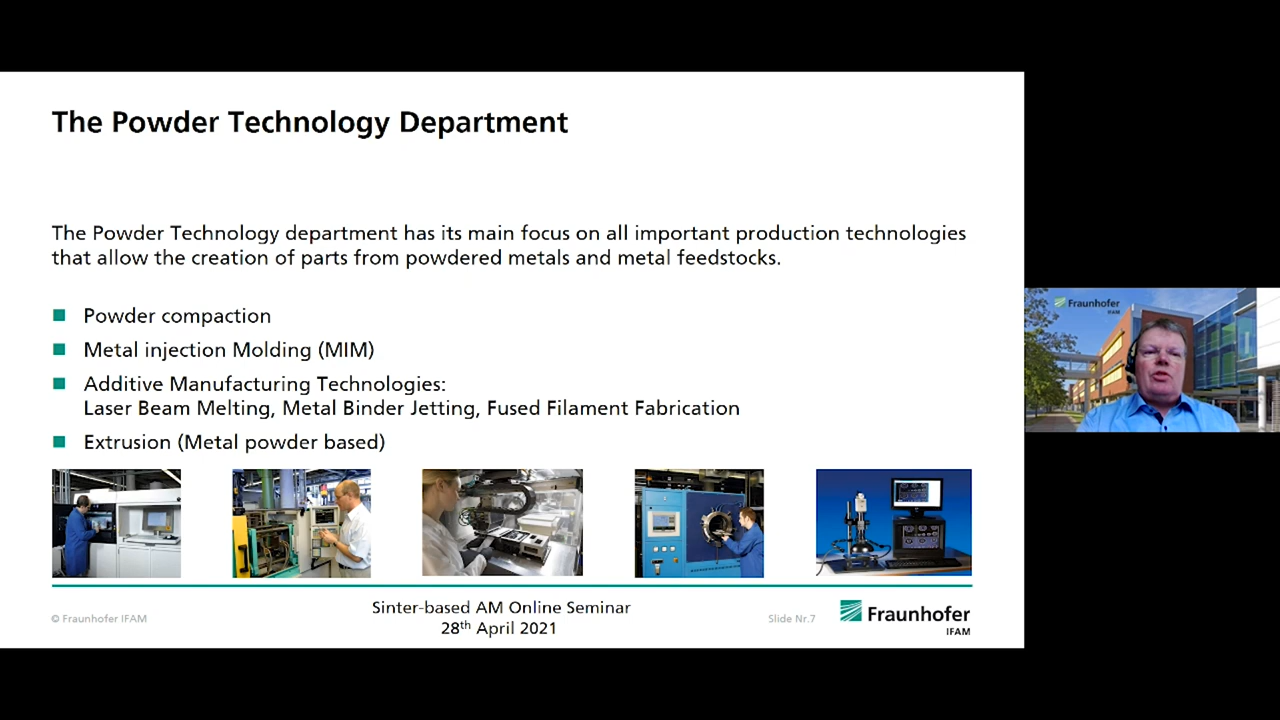 The Powder Technology Department
The Powder Technology department has its main focus on all important production technologies
that allow the creation of parts from powdered metals and metal feedstocks.
Powder compaction
Metal injection Molding (MIM)
Additive Manufacturing Technologies:
Laser Beam Melting, Metal Binder Jetting, Fused Filament Fabrication
Extrusion (Metal powder based)
Fraunhofer
IFAM
© Fraunhofer IFAM
Sinter-based AM Online Seminar
28th April 2021
Slide Nr.7
Fraunhofer
IFAM